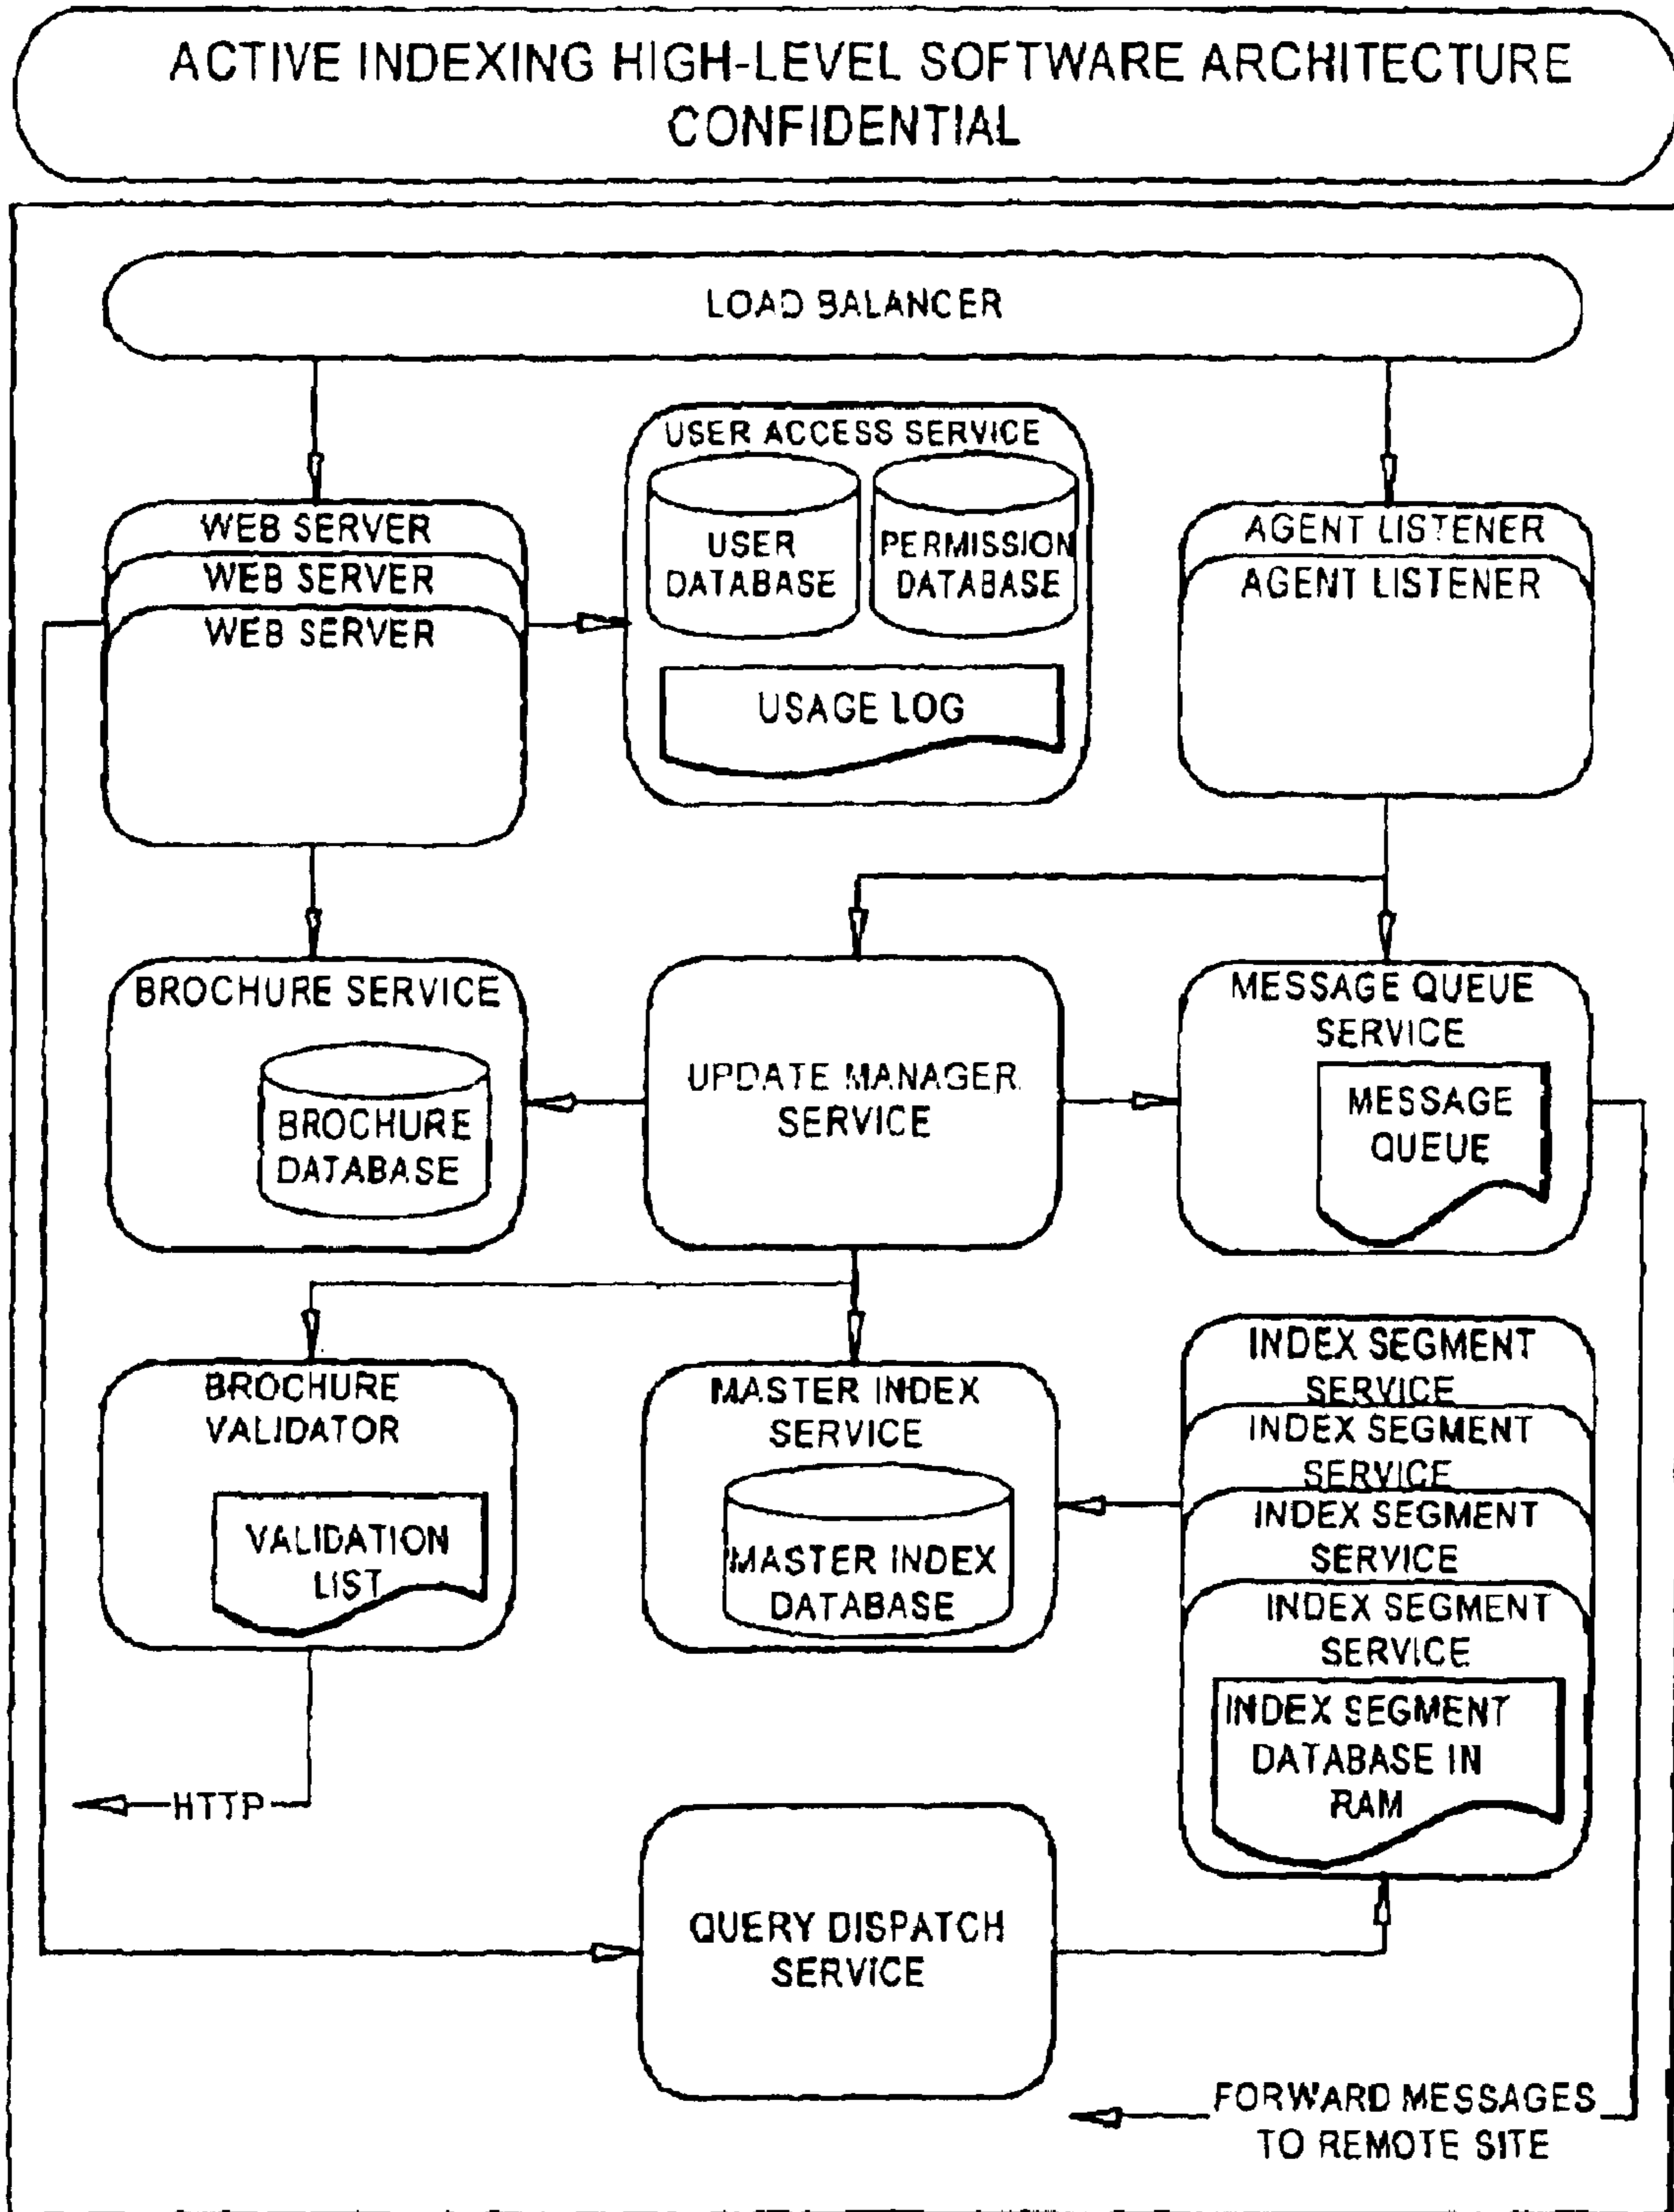 ACTIVE INDEXING HIGH-LEVEL SOFTWARE ARCHITECTURE
CONFIDENTIAL
LOAD BALANCER
USER ACCESS SERVICE
USER
DATABASE
PERMISSION
DATABASE
USAGE LOG
WEB SERVER
WEB SERVER
WEB SERVER
AGENT LISTENER
AGENT LISTENER
BROCHURE SERVICE
BROCHURE
DATABASE
UPDATE MANAGER
SERVICE
MESSAGE QUEUE
SERVICE
MESSAGE
QUEUE
BROCHURE
VALIDATOR
VALIDATION
LIST
MASTER INDEX
SERVICE
MASTER INDEX
DATABASE
INDEX SEGMENT
SERVICE
INDEX SEGMENT
SERVICE
INDEX SEGMENT
SERVICE
INDEX SEGMENT
SERVICE
INDEX SEGMENT
DATABASE IN
RAM
HTTP
QUERY DISPATCH
SERVICE
FORWARD MESSAGES
TO REMOTE SITE